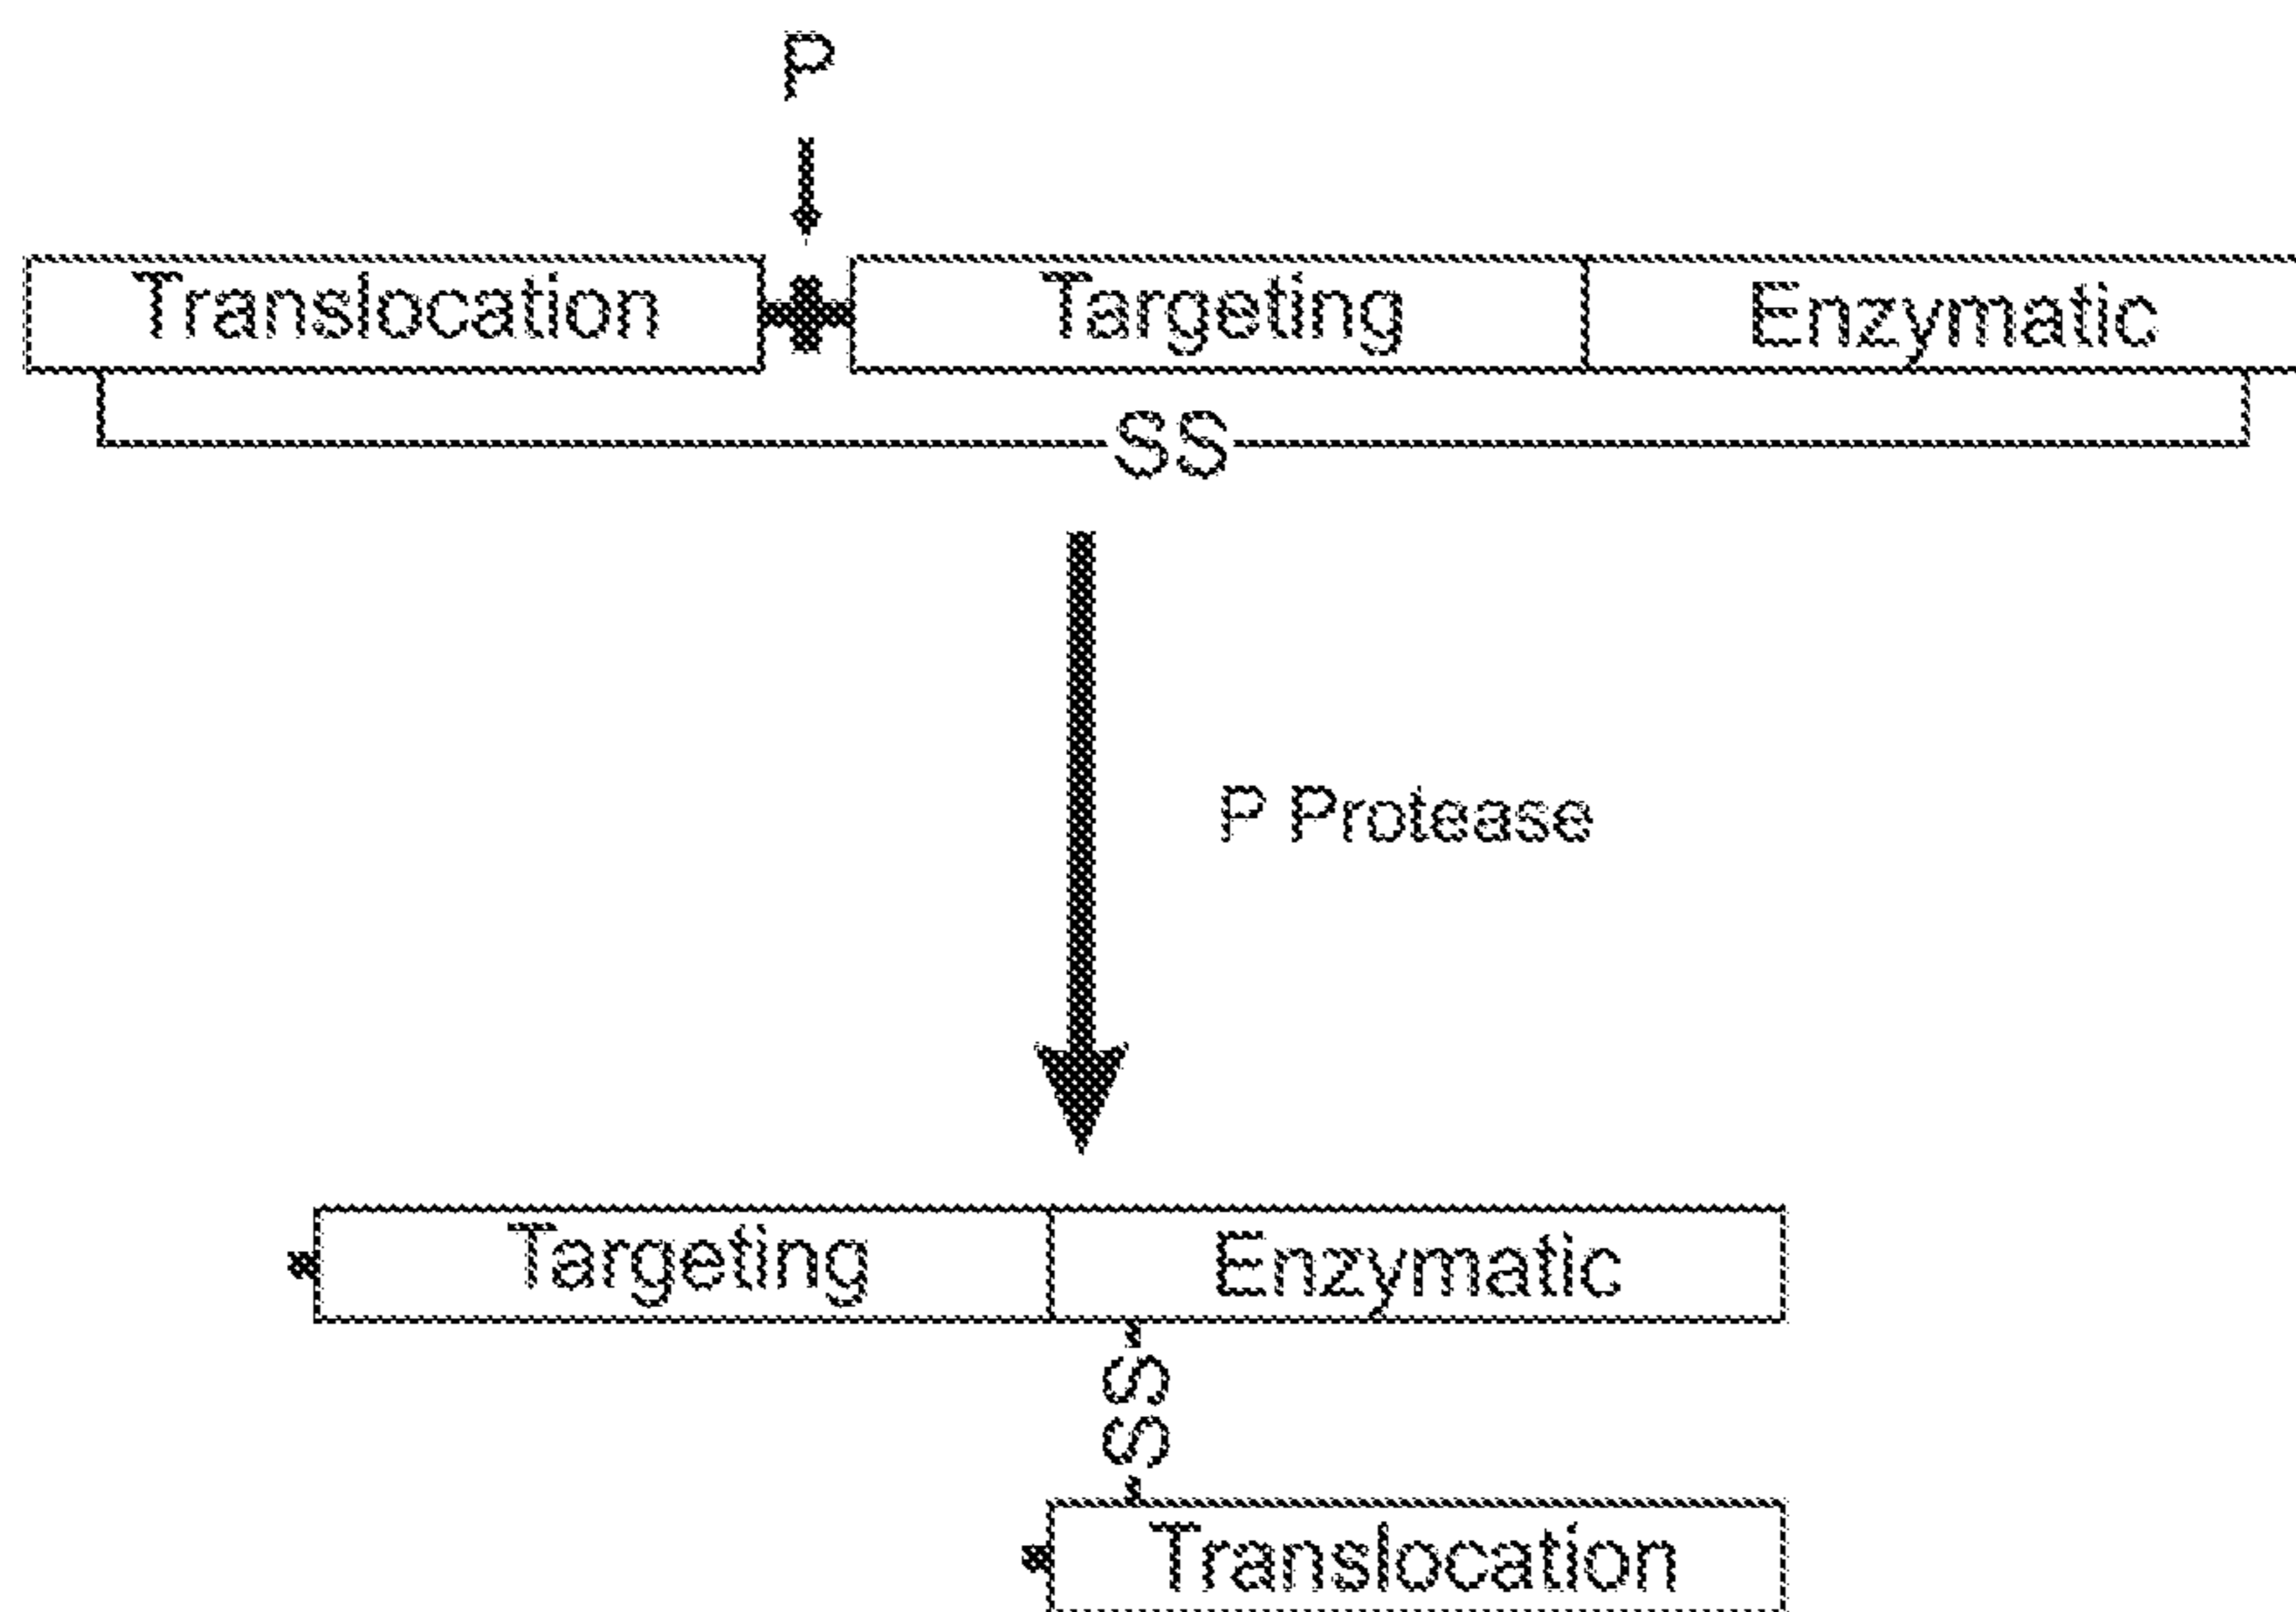 P
Translocation Targeting Enzymatic
SS
P Protease
Targeting Enzymatic
SS
Translocation